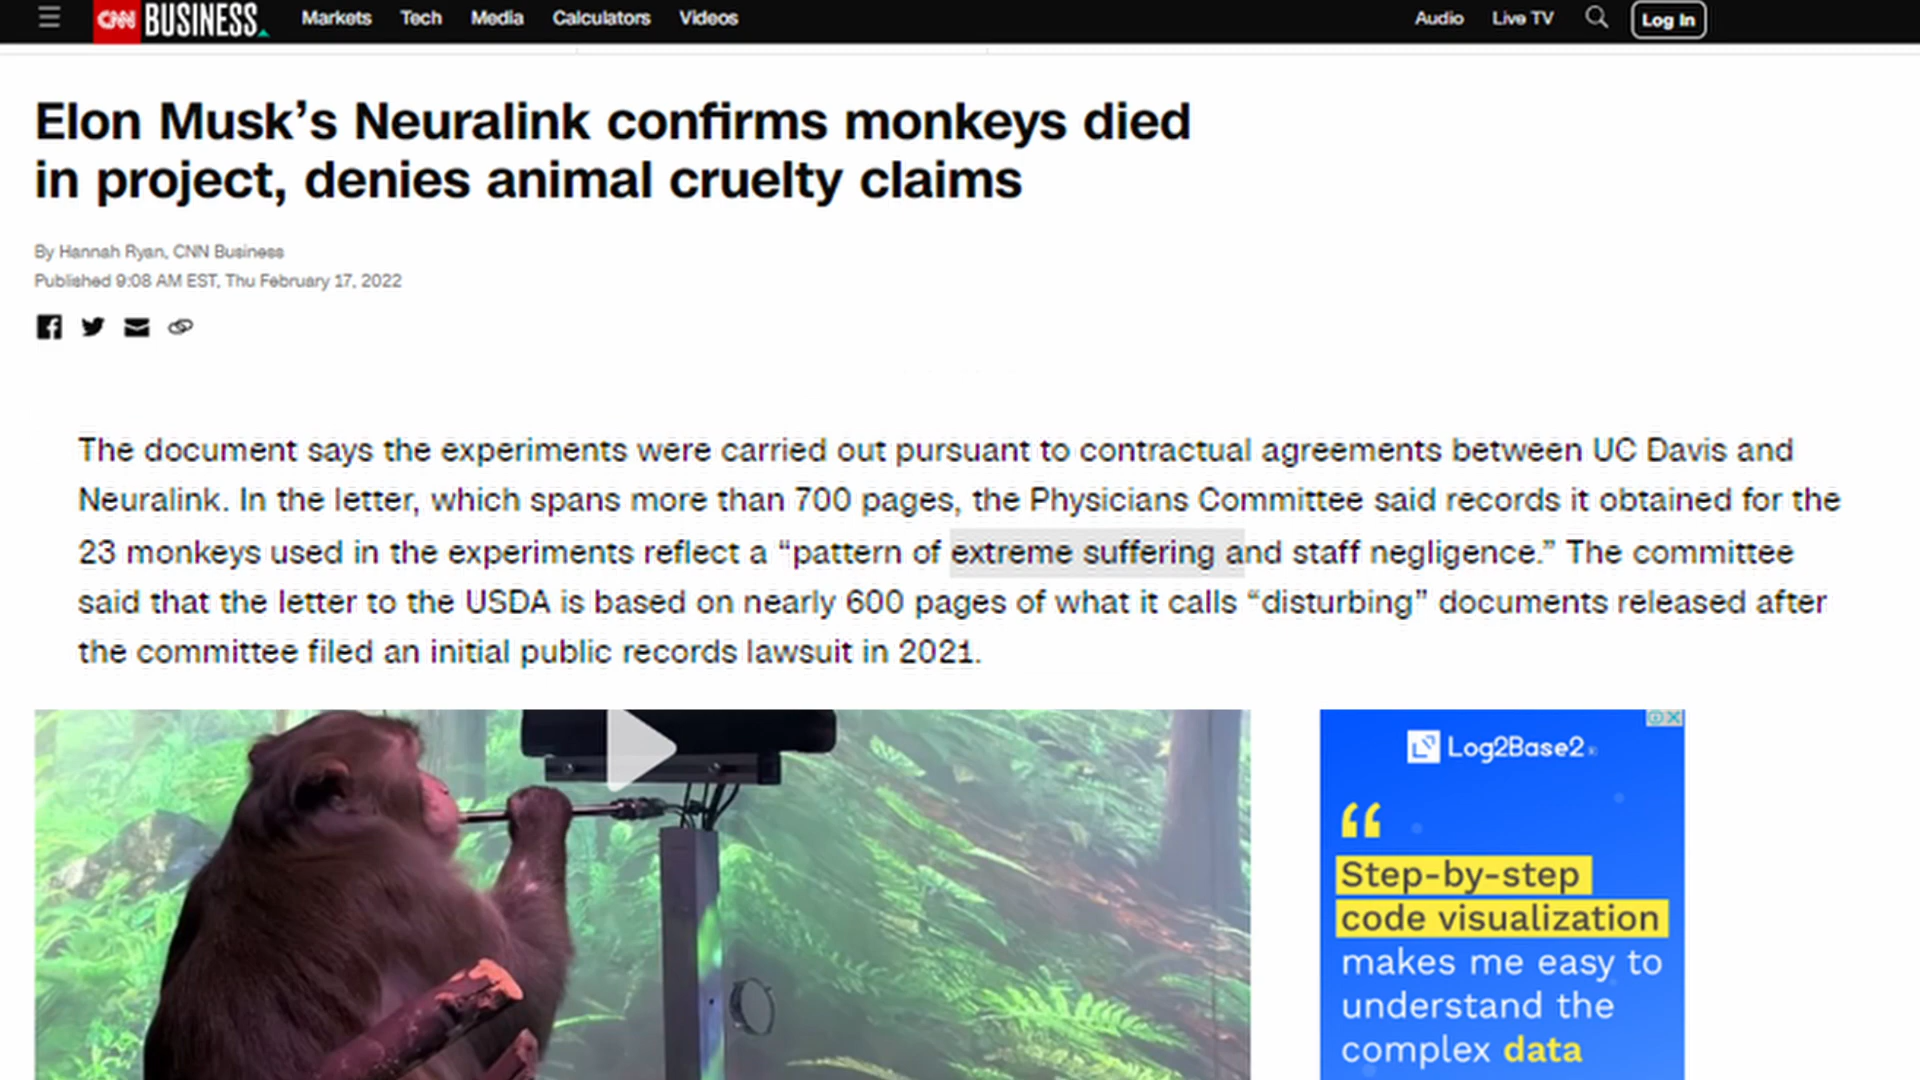 CNN BUSINESS
Markets Tech Media Calculators Videos
Audio Live TV Log In
Elon Musk’s Neuralink confirms monkeys died
in project, denies animal cruelty claims
By Hannah Ryan, CNN Business
Published 9:08 AM EST, Thu February 17, 2022
The document says the experiments were carried out pursuant to contractual agreements between UC Davis and
Neuralink. In the letter, which spans more than 700 pages, the Physicians Committee said records it obtained for the
23 monkeys used in the experiments reflect a “pattern of extreme suffering and staff negligence.” The committee
said that the letter to the USDA is based on nearly 600 pages of what it calls “disturbing” documents released after
the committee filed an initial public records lawsuit in 2021.
Log2Base2®
“
Step-by-step
code visualization
makes me easy to
understand the
complex data